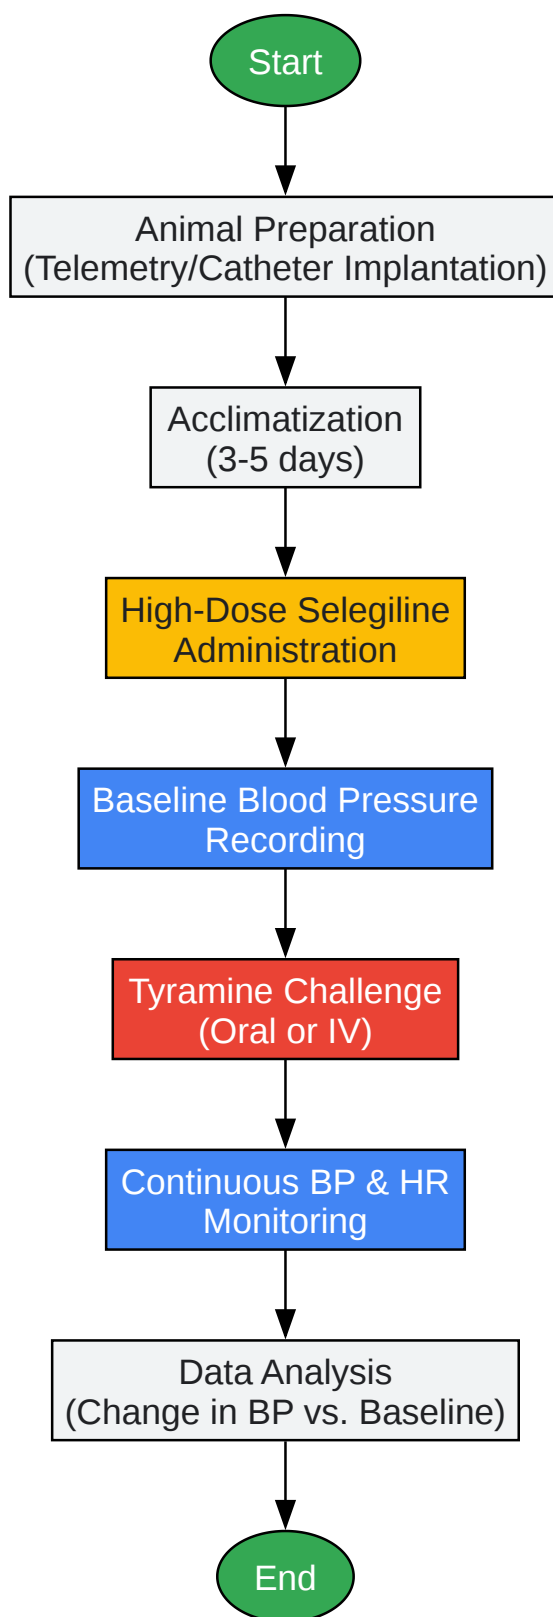 Start
Animal Preparation
(Telemetry/Catheter Implantation)
Acclimatization
(3-5 days)
High-Dose Selegiline
Administration
Baseline Blood Pressure
Recording
Tyramine Challenge
(Oral or IV)
Continuous BP & HR
Monitoring
Data Analysis
(Change in BP vs. Baseline)
End